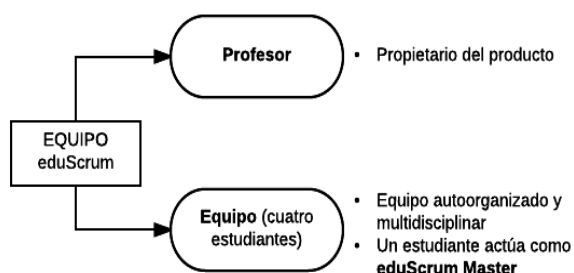 Profesor
• Propietario del producto
EQUIPO
eduScrum
Equipo (cuatro
estudiantes)
• Equipo autoorganizado y
multidisciplinar
• Un estudiante actúa como
eduScrum Master